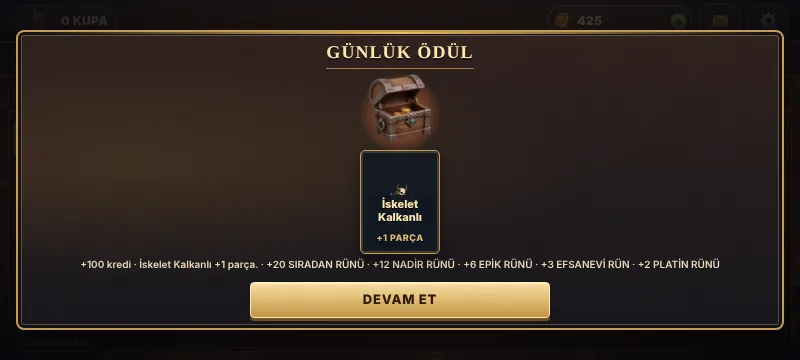 0 KUPA
425
GÜNLÜK ÖDÜL
İskelet
Kalkanlı
+1 PARÇA
+100 kredi · İskelet Kalkanlı +1 parça. · +20 SIRADAN RÜNÜ · +12 NADİR RÜNÜ · +6 EPİK RÜNÜ · +3 EFSANEVİ RÜN · +2 PLATİN RÜNÜ
DEVAM ET